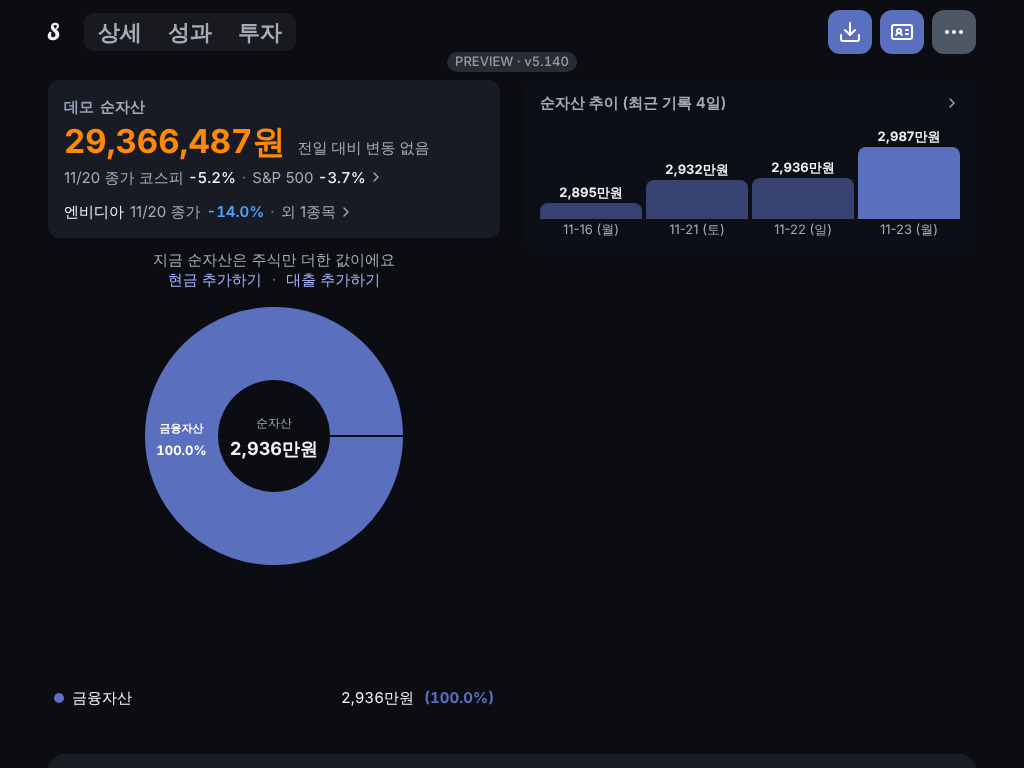 상세 성과 투자
PREVIEW · v5.140
데모 순자산
29,366,487원 전일 대비 변동 없음
11/20 종가 코스피 -5.2% · S&P 500 -3.7%
엔비디아 11/20 종가 -14.0% · 외 1종목
순자산 추이 (최근 기록 4일)
2,895만원 2,932만원 2,936만원 2,987만원
11-16 (월) 11-21 (토) 11-22 (일) 11-23 (월)
지금 순자산은 주식만 더한 값이에요
현금 추가하기 · 대출 추가하기
금융자산
100.0%
순자산
2,936만원
금융자산 2,936만원 (100.0%)